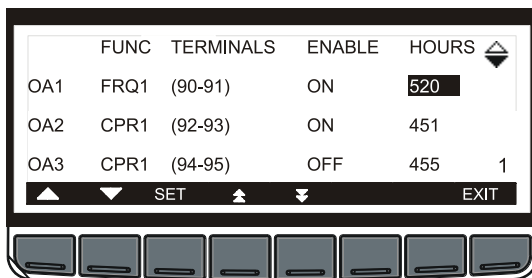 FUNC TERMINALS ENABLE HOURS
OA1 FRQ1 (90-91) ON 520
OA2 CPR1 (92-93) ON 451
OA3 CPR1 (94-95) OFF 455 1
SET EXIT